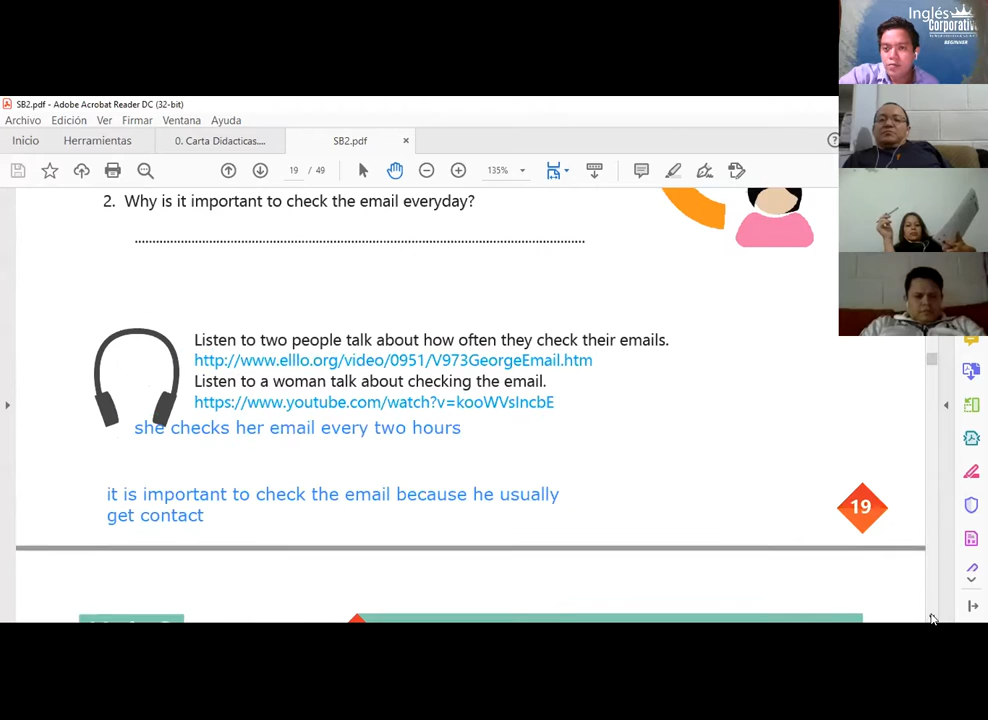 Inglés
Corporativo
BEGINNER
SB2.pdf - Adobe Acrobat Reader DC (32-bit)
Archivo Edición Ver Firmar Ventana Ayuda
Inicio Herramientas 0. Carta Didacticas.... SB2.pdf ×
19 / 49 135%
2. Why is it important to check the email everyday?
Listen to two people talk about how often they check their emails.
http://www.elllo.org/video/0951/V973GeorgeEmail.htm
Listen to a woman talk about checking the email.
https://www.youtube.com/watch?v=kooWVsIncbE
she checks her email every two hours
it is important to check the email because he usually
get contact
19